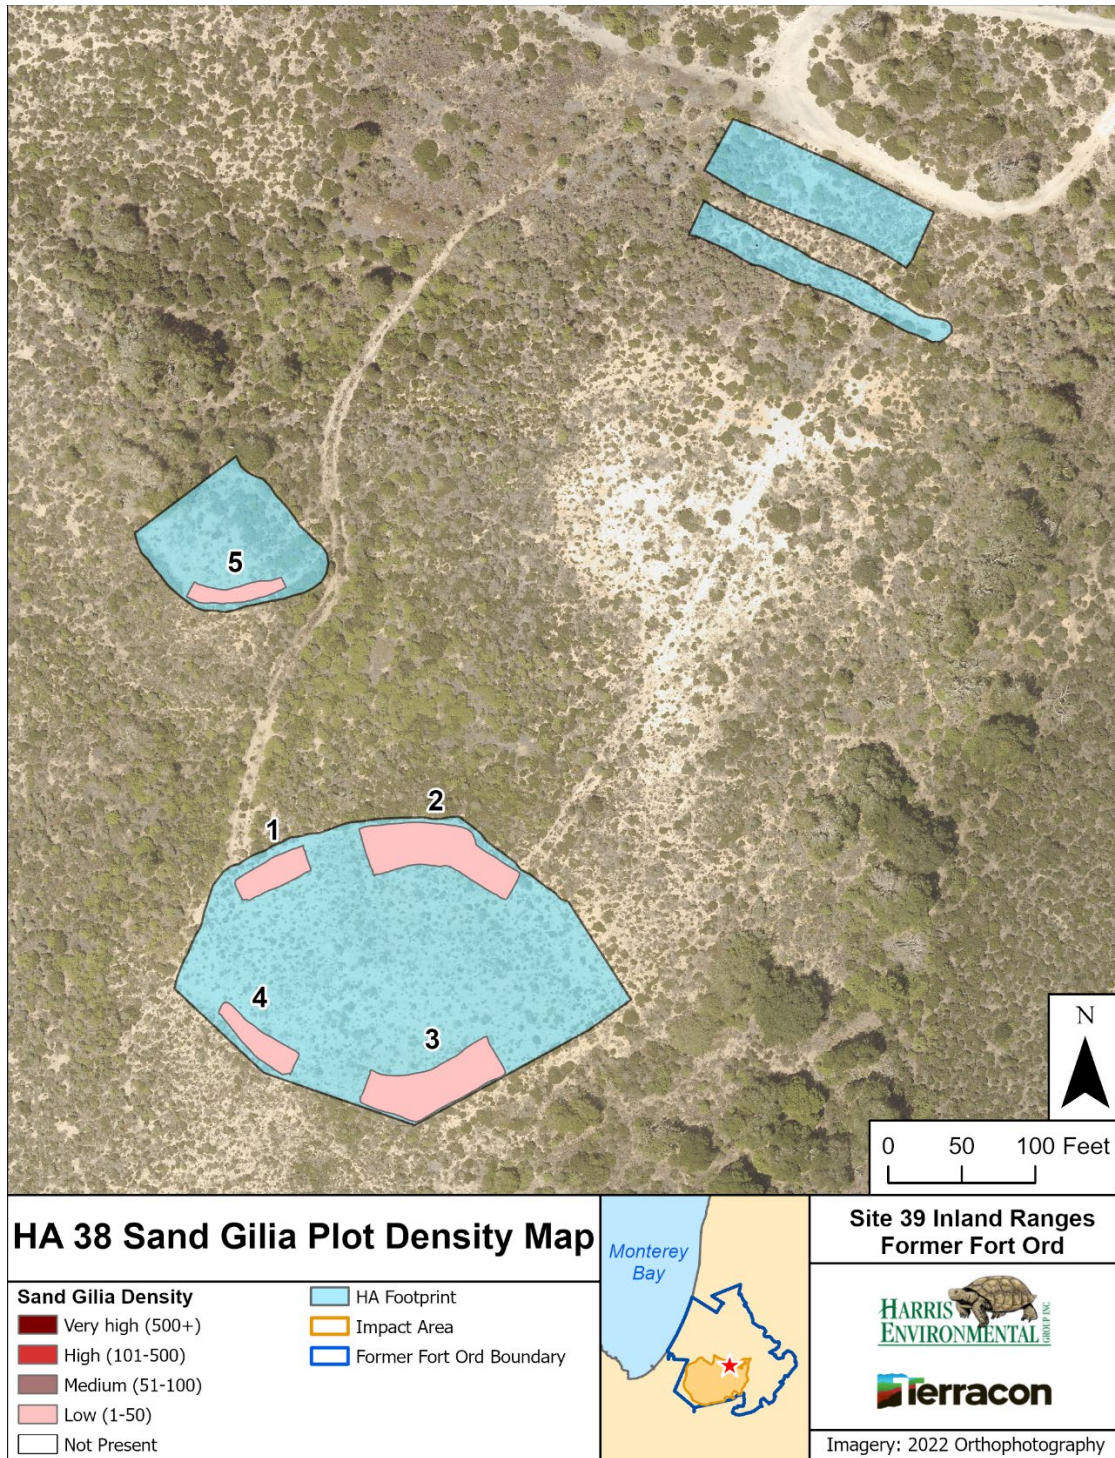 5
1
2
4
3
N
0 50 100 Feet
HA 38 Sand Gilia Plot Density Map
Sand Gilia Density
Very high (500+)
High (101-500)
Medium (51-100)
Low (1-50)
Not Present
HA Footprint
Impact Area
Former Fort Ord Boundary
Monterey
Bay
Site 39 Inland Ranges
Former Fort Ord
HARRIS
ENVIRONMENTAL GROUP INC
Terracon
Imagery: 2022 Orthophotography